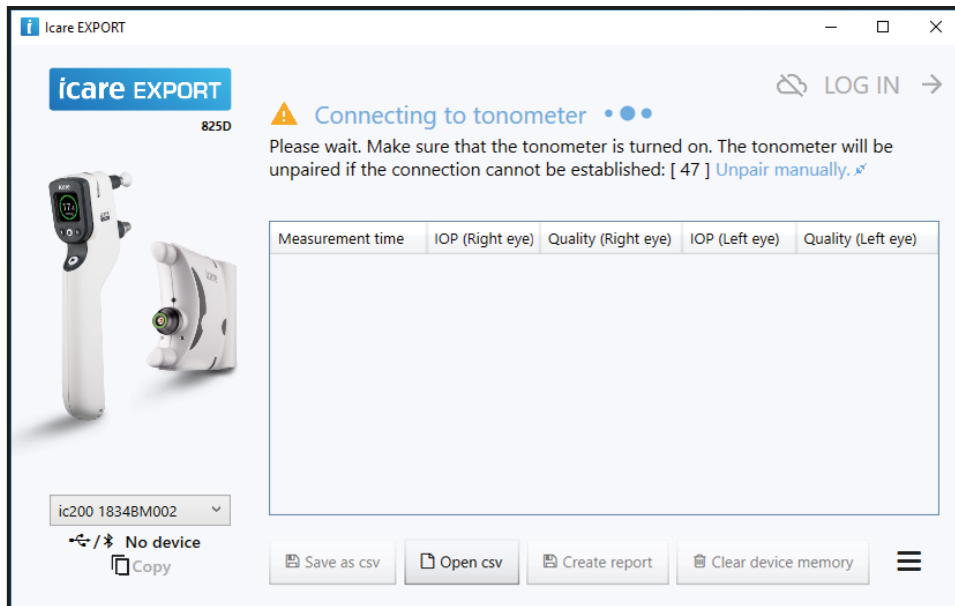 Icare EXPORT
icare EXPORT
825D
LOG IN
Connecting to tonometer
Please wait. Make sure that the tonometer is turned on. The tonometer will be
unpaired if the connection cannot be established: [ 47 ] Unpair manually.
Measurement time IOP (Right eye) Quality (Right eye) IOP (Left eye) Quality (Left eye)
ic200 1834BM002
/ No device
Copy
Save as csv Open csv Create report Clear device memory